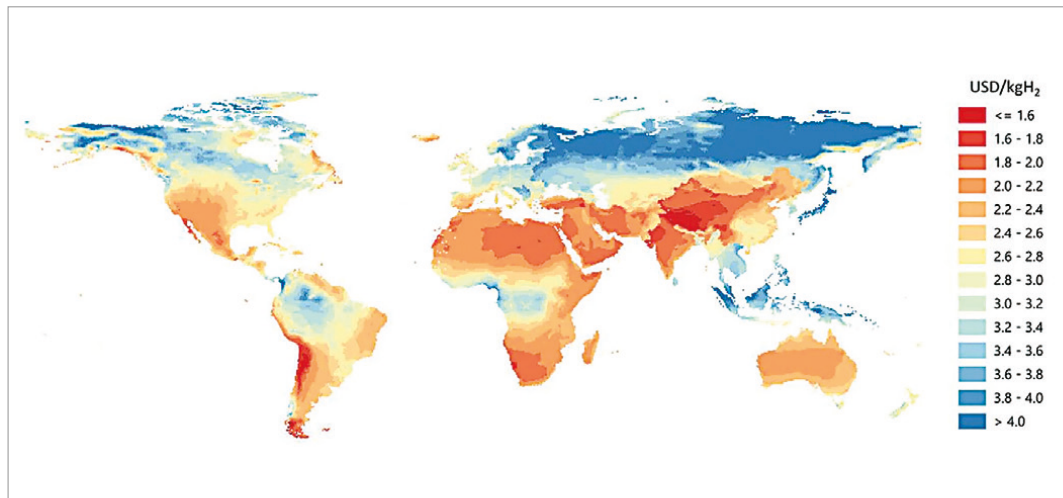 USD/kgH₂
<= 1.6
1.6 - 1.8
1.8 - 2.0
2.0 - 2.2
2.2 - 2.4
2.4 - 2.6
2.6 - 2.8
2.8 - 3.0
3.0 - 3.2
3.2 - 3.4
3.4 - 3.6
3.6 - 3.8
3.8 - 4.0
> 4.0